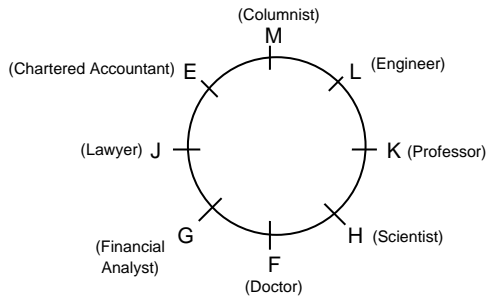 (Columnist)
M
(Chartered Accountant) E
L (Engineer)
(Lawyer) J
K (Professor)
G
H (Scientist)
(Financial
Analyst)
F
(Doctor)